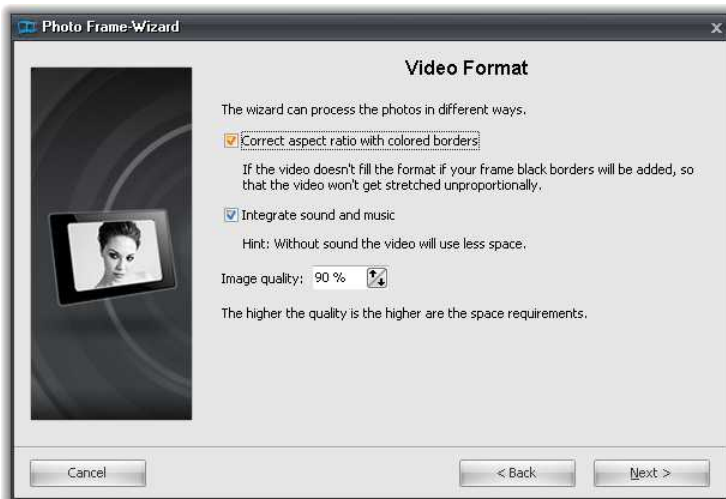 Photo Frame-Wizard
x
Video Format
The wizard can process the photos in different ways.
Correct aspect ratio with colored borders
If the video doesn't fill the format if your frame black borders will be added, so
that the video won't get stretched unproportionally.
Integrate sound and music
Hint: Without sound the video will use less space.
Image quality: 90 %
The higher the quality is the higher are the space requirements.
Cancel
< Back
Next >